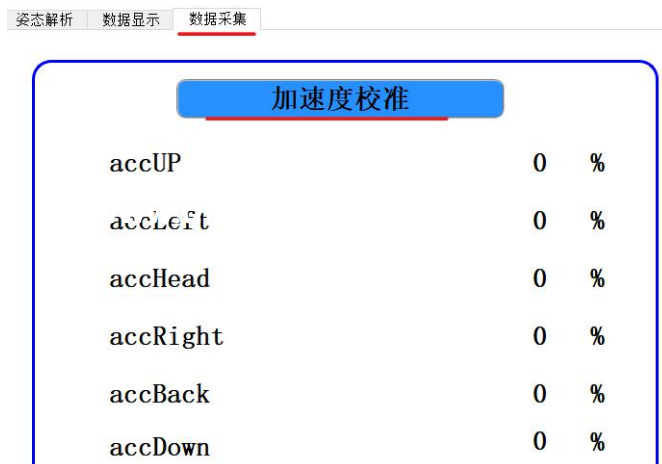 姿态解析 数据显示 数据采集
加速度校准
accUP 0 %
accLeft 0 %
accHead 0 %
accRight 0 %
accBack 0 %
accDown 0 %